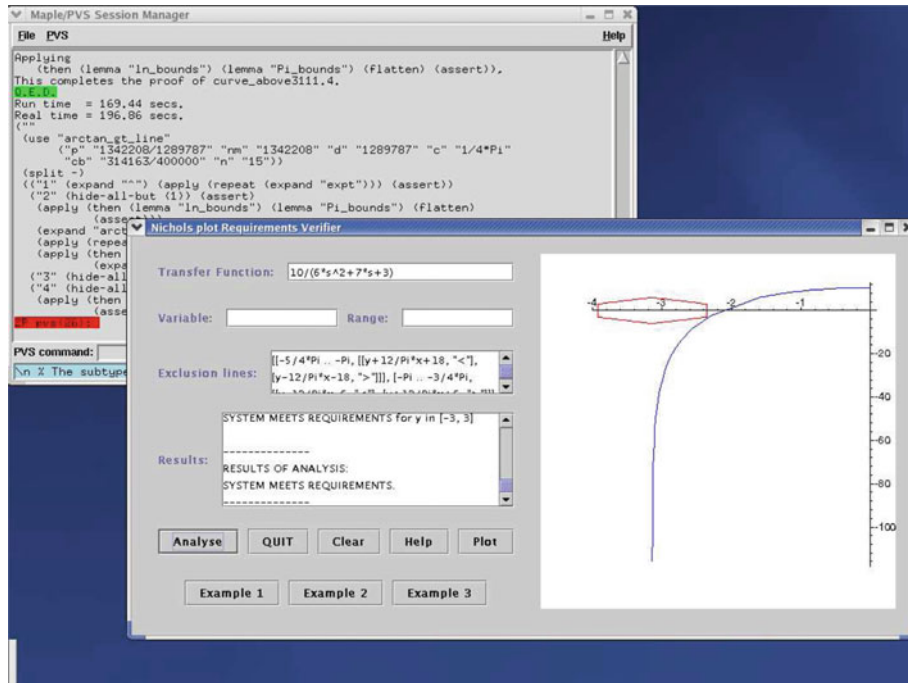 Maple/PVS Session Manager
File PVS Help
Applying
(then (lemma "ln_bounds") (lemma "Pi_bounds") (flatten) (assert)),
This completes the proof of curve_above3111.4.
Q.E.D.
Run time = 169.44 secs.
Real time = 196.86 secs.
(""
(use "arctan_gt_line"
("p" "1342208/1289787" "nm" "1342208" "d" "1289787" "c" "1/4*Pi"
"cb" "314163/400000" "n" "15"))
(split -)
(("1" (expand "^") (apply (repeat (expand "expt"))) (assert))
("2" (hide-all-but (1)) (assert)
(apply (then (lemma "ln_bounds") (lemma "Pi_bounds") (flatten)
(expand "arct
(apply (repea
(apply (then
(expa
("3" (hide-all
("4" (hide-all
(apply (then
(asse
PVS command:
\n % The subtype
Nichols plot Requirements Verifier
Transfer Function: 10/(6*s^2+7*s+3)
Variable: Range:
Exclusion lines: [[-5/4*Pi .. -Pi, [[y+12/Pi*x+18, "<"],
[y-12/Pi*x-18, ">"]]], [-Pi .. -3/4*Pi,
SYSTEM MEETS REQUIREMENTS for y in [-3, 3]
--------------
Results: RESULTS OF ANALYSIS:
SYSTEM MEETS REQUIREMENTS.
--------------
Analyse QUIT Clear Help Plot
Example 1 Example 2 Example 3
-4 -3 -2 -1
-20
-40
-60
-80
-100